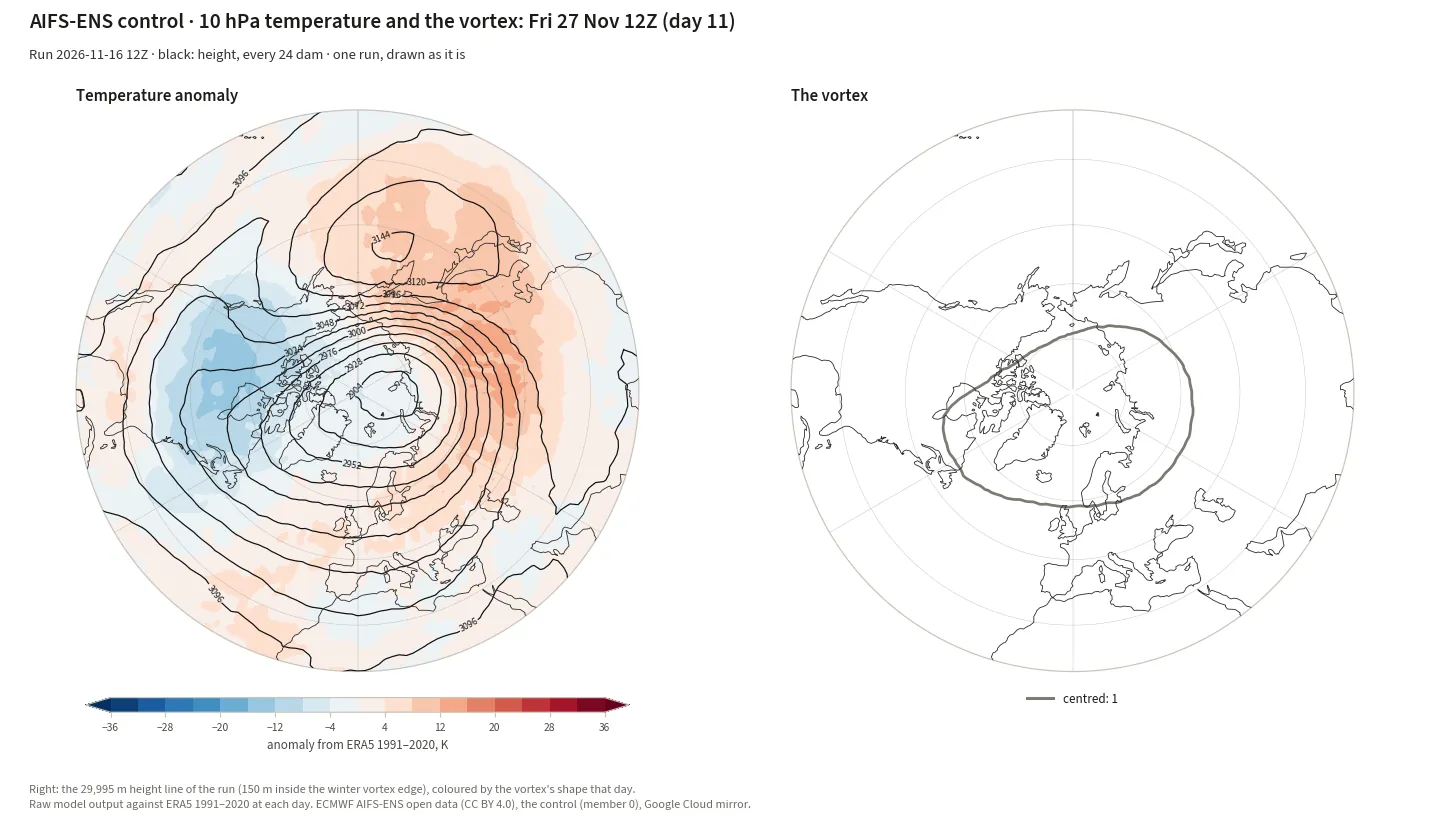 AIFS-ENS control · 10 hPa temperature and the vortex: Fri 27 Nov 12Z (day 11)
Run 2026-11-16 12Z · black: height, every 24 dam · one run, drawn as it is
Temperature anomaly
The vortex
3096
3144
3120
3096
3072
3048
3000
3024
2976
2928
2904
2952
3096
3096
−36 −28 −20 −12 −4 4 12 20 28 36
anomaly from ERA5 1991–2020, K
centred: 1
Right: the 29,995 m height line of the run (150 m inside the winter vortex edge), coloured by the vortex's shape that day.
Raw model output against ERA5 1991–2020 at each day. ECMWF AIFS-ENS open data (CC BY 4.0), the control (member 0), Google Cloud mirror.